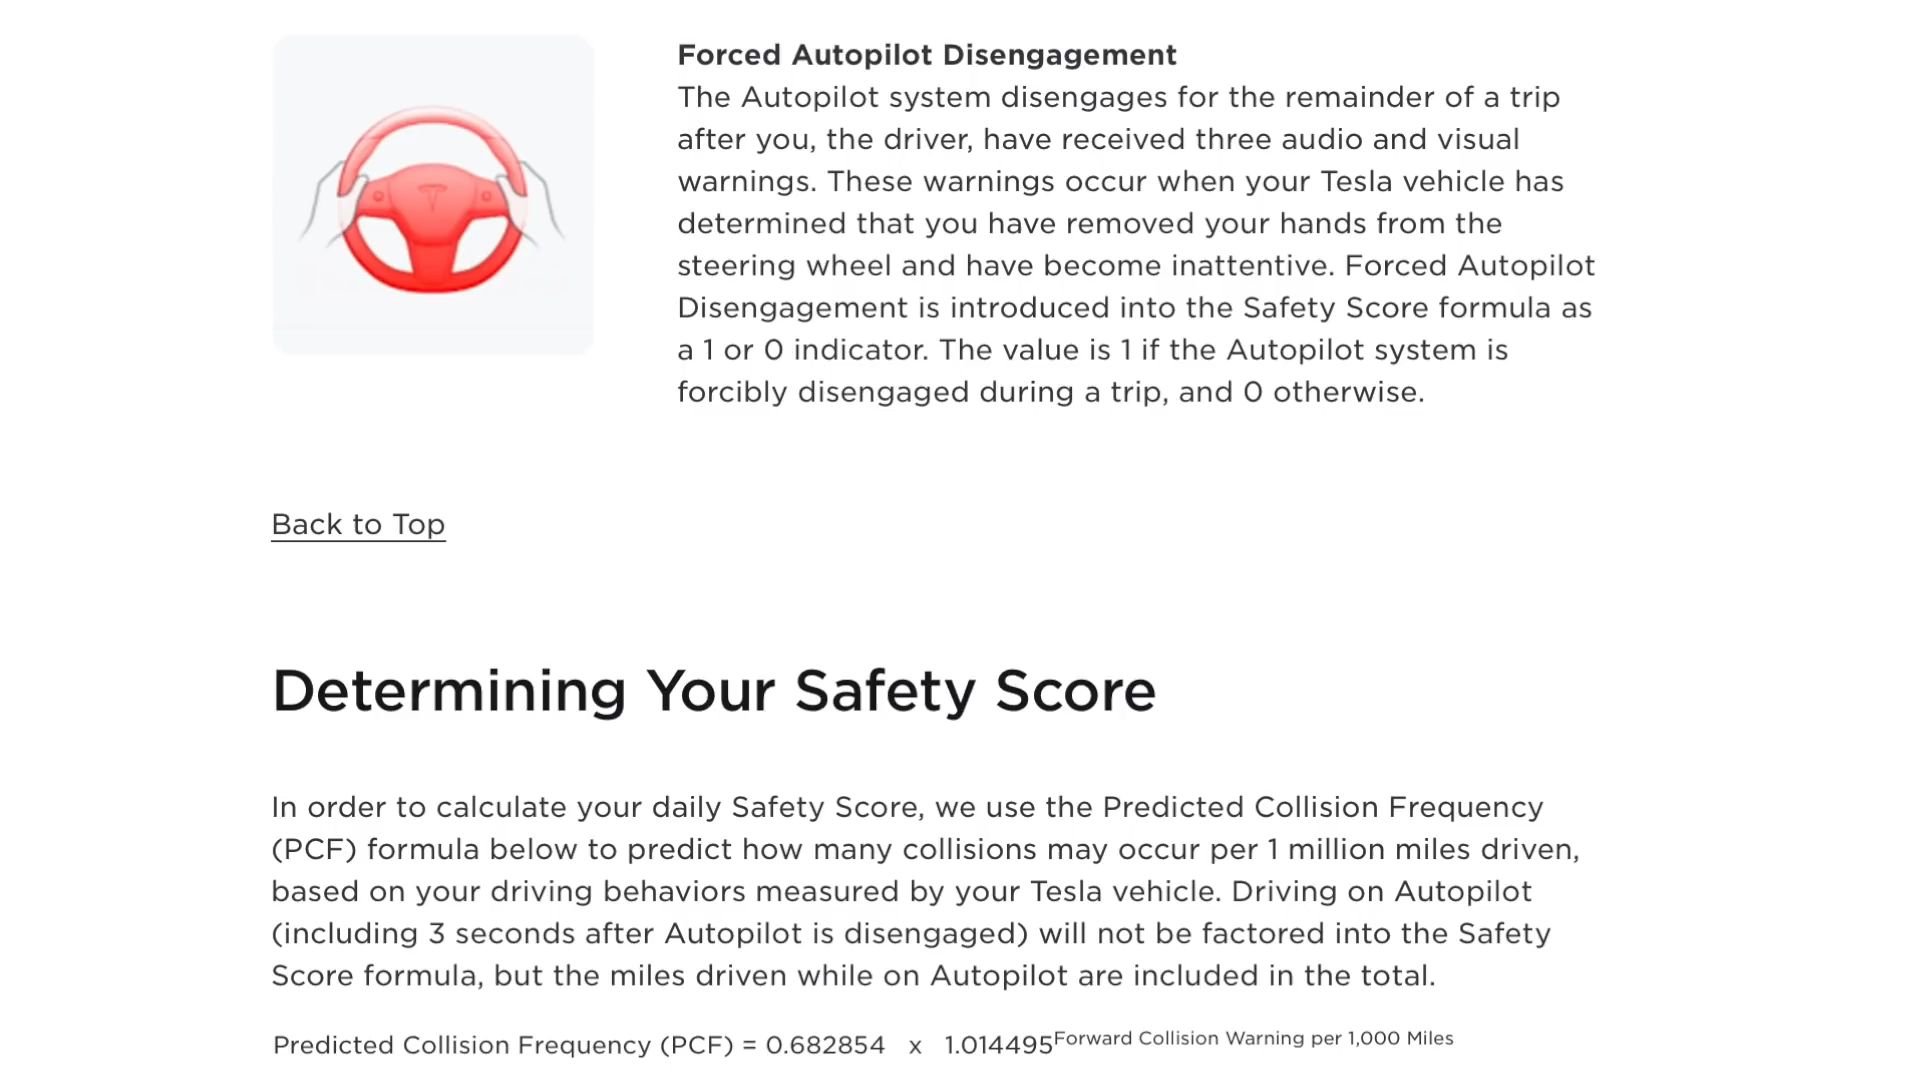 Forced Autopilot Disengagement
The Autopilot system disengages for the remainder of a trip
after you, the driver, have received three audio and visual
warnings. These warnings occur when your Tesla vehicle has
determined that you have removed your hands from the
steering wheel and have become inattentive. Forced Autopilot
Disengagement is introduced into the Safety Score formula as
a 1 or 0 indicator. The value is 1 if the Autopilot system is
forcibly disengaged during a trip, and 0 otherwise.
Back to Top
Determining Your Safety Score
In order to calculate your daily Safety Score, we use the Predicted Collision Frequency
(PCF) formula below to predict how many collisions may occur per 1 million miles driven,
based on your driving behaviors measured by your Tesla vehicle. Driving on Autopilot
(including 3 seconds after Autopilot is disengaged) will not be factored into the Safety
Score formula, but the miles driven while on Autopilot are included in the total.
Predicted Collision Frequency (PCF) = 0.682854 x 1.014495Forward Collision Warning per 1,000 Miles